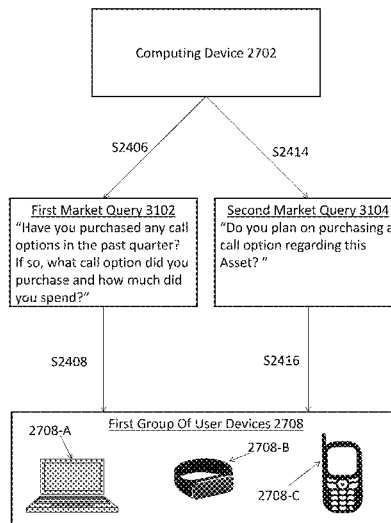 Computing Device 2702
S2406
S2414
First Market Query 3102
“Have you purchased any call
options in the past quarter?
If so, what call option did you
purchase and how much did
you spend?”
Second Market Query 3104
“Do you plan on purchasing a
call option regarding this
Asset? ”
S2408
S2416
First Group Of User Devices 2708
2708-A
2708-B
2708-C